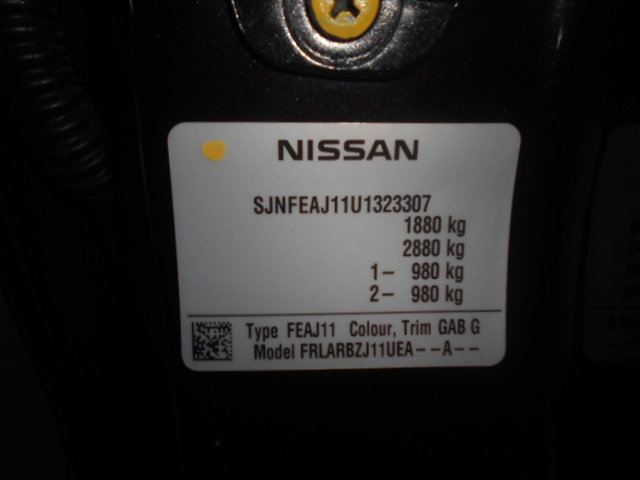 NISSAN
SJNFEAJ11U1323307
1880 kg
2880 kg
1– 980 kg
2– 980 kg
Type FEAJ11 Colour, Trim GAB G
Model FRLARBZJ11UEA––A––